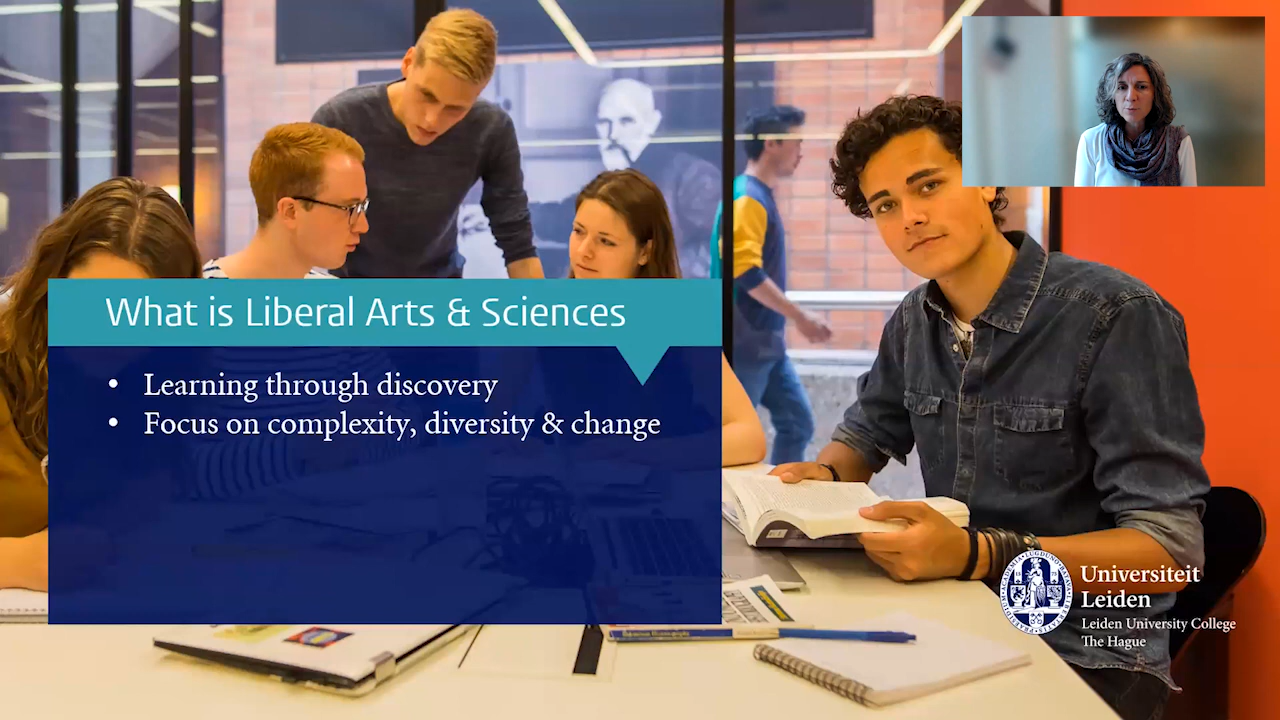 What is Liberal Arts & Sciences
• Learning through discovery
• Focus on complexity, diversity & change
Universiteit
Leiden
Leiden University College
The Hague